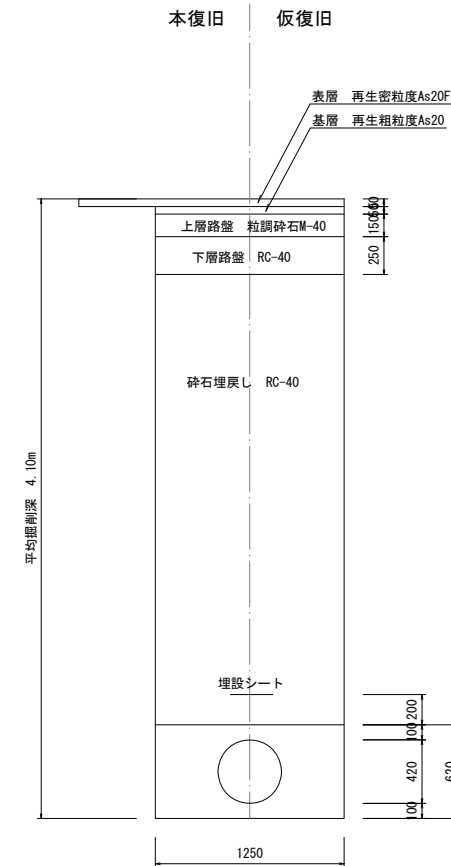 本復旧 仮復旧
表層 再生密粒度As20F
基層 再生粗粒度As20
50
50
上層路盤 粒調砕石M-40
150
下層路盤 RC-40
250
砕石埋戻し RC-40
平均掘削深 4.10m
埋設シート
200
100
420
620
100
1250